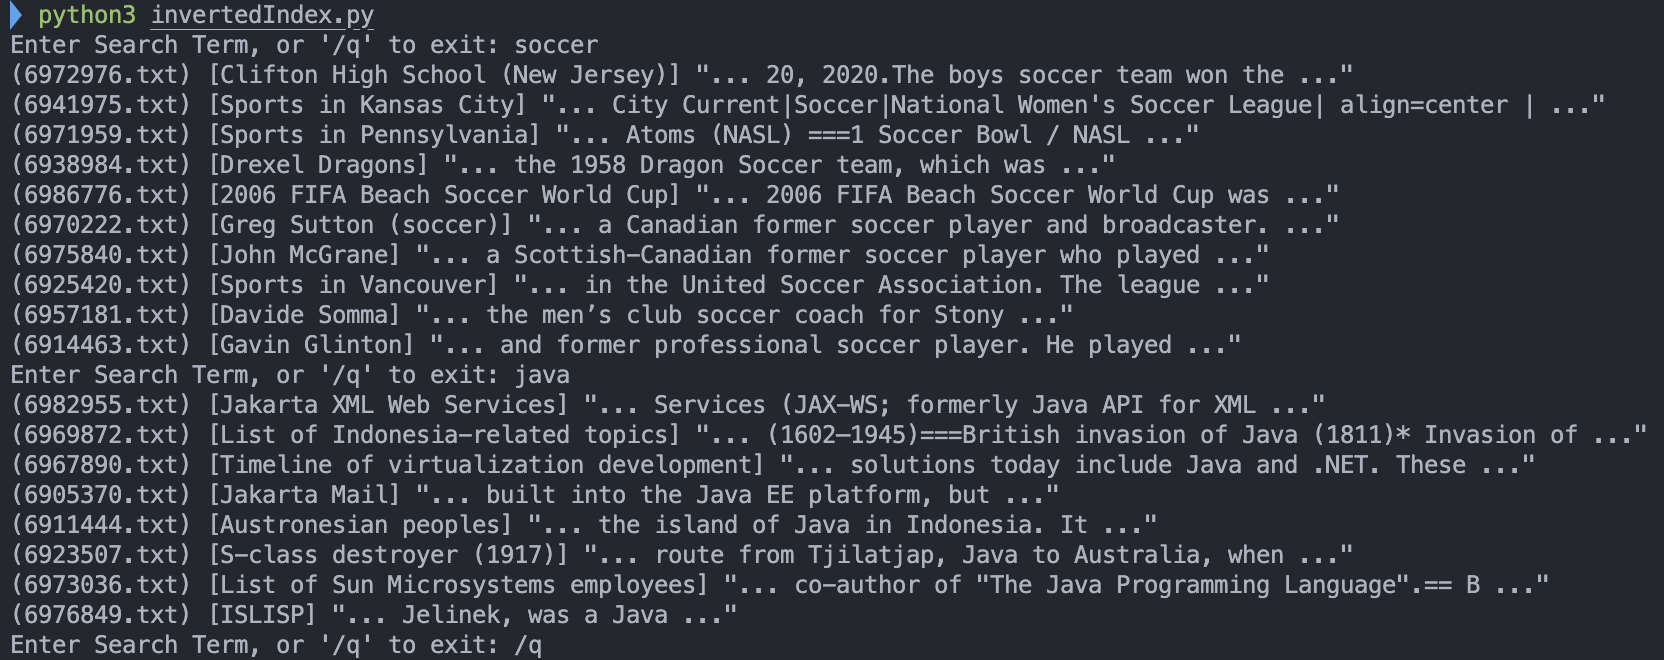 python3 invertedIndex.py
Enter Search Term, or '/q' to exit: soccer
(6972976.txt) [Clifton High School (New Jersey)] "... 20, 2020.The boys soccer team won the ..."
(6941975.txt) [Sports in Kansas City] "... City Current|Soccer|National Women's Soccer League| align=center | ..."
(6971959.txt) [Sports in Pennsylvania] "... Atoms (NASL) ===1 Soccer Bowl / NASL ..."
(6938984.txt) [Drexel Dragons] "... the 1958 Dragon Soccer team, which was ..."
(6986776.txt) [2006 FIFA Beach Soccer World Cup] "... 2006 FIFA Beach Soccer World Cup was ..."
(6970222.txt) [Greg Sutton (soccer)] "... a Canadian former soccer player and broadcaster. ..."
(6975840.txt) [John McGrane] "... a Scottish-Canadian former soccer player who played ..."
(6925420.txt) [Sports in Vancouver] "... in the United Soccer Association. The league ..."
(6957181.txt) [Davide Somma] "... the men’s club soccer coach for Stony ..."
(6914463.txt) [Gavin Glinton] "... and former professional soccer player. He played ..."
Enter Search Term, or '/q' to exit: java
(6982955.txt) [Jakarta XML Web Services] "... Services (JAX-WS; formerly Java API for XML ..."
(6969872.txt) [List of Indonesia-related topics] "... (1602–1945)===British invasion of Java (1811)* Invasion of ..."
(6967890.txt) [Timeline of virtualization development] "... solutions today include Java and .NET. These ..."
(6905370.txt) [Jakarta Mail] "... built into the Java EE platform, but ..."
(6911444.txt) [Austronesian peoples] "... the island of Java in Indonesia. It ..."
(6923507.txt) [S-class destroyer (1917)] "... route from Tjilatjap, Java to Australia, when ..."
(6973036.txt) [List of Sun Microsystems employees] "... co-author of "The Java Programming Language".== B ..."
(6976849.txt) [ISLISP] "... Jelinek, was a Java ..."
Enter Search Term, or '/q' to exit: /q